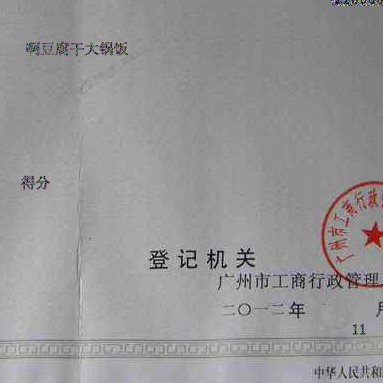 啊豆腐干大锅饭
得分
广州市工商行政
登记机关
广州市工商行政管理
二〇一二年 月
11
中华人民共和